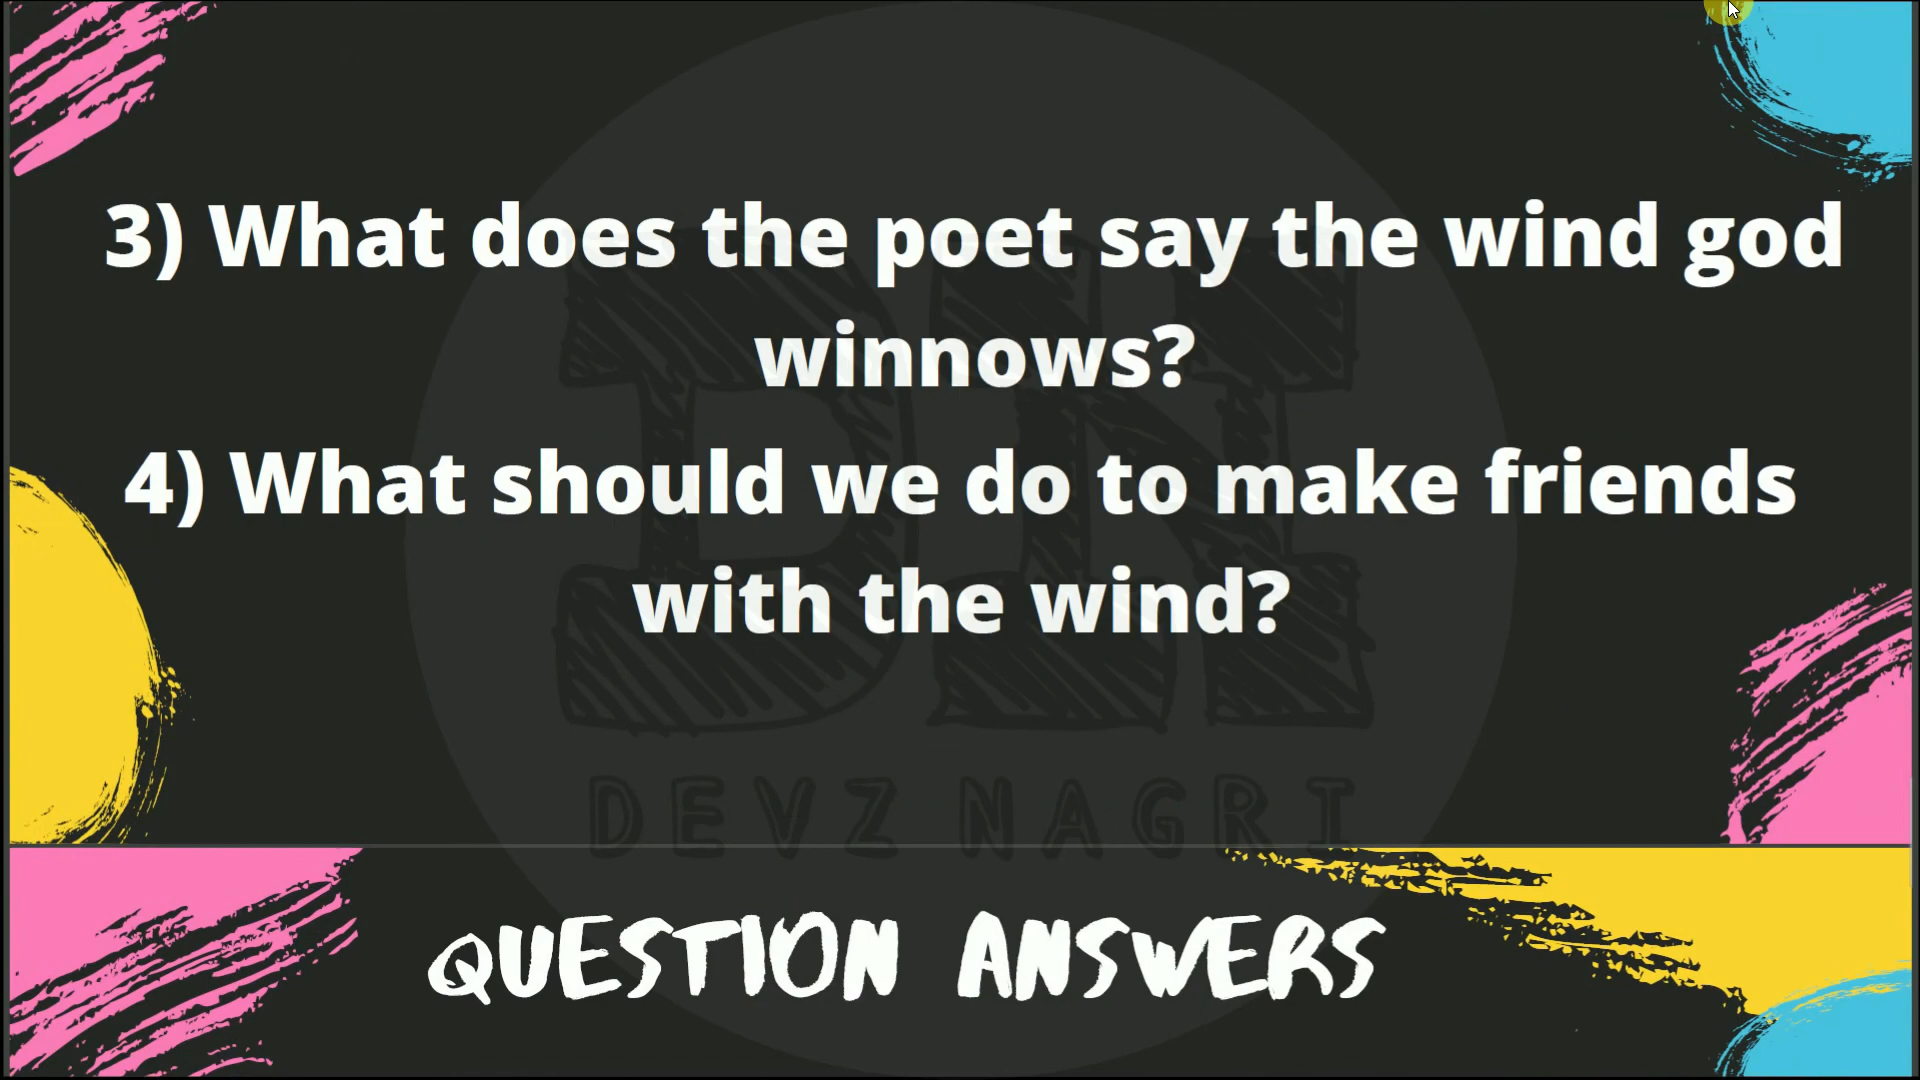 3) What does the poet say the wind god
winnows?
4) What should we do to make friends
with the wind?
DN
DEVZ NAGRI
QUESTION ANSWERS